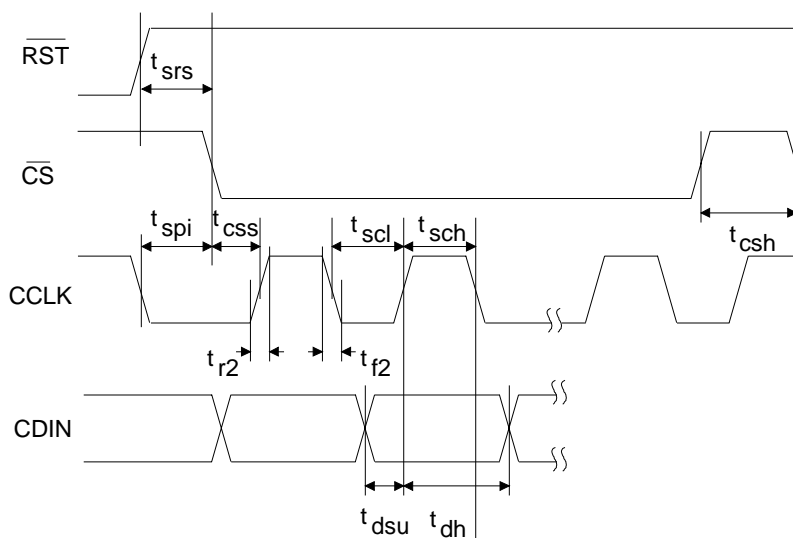 RST
t srs
CS
t spi
t css
t scl
t sch
t csh
CCLK
t r2
t f2
CDIN
t dsu
t dh